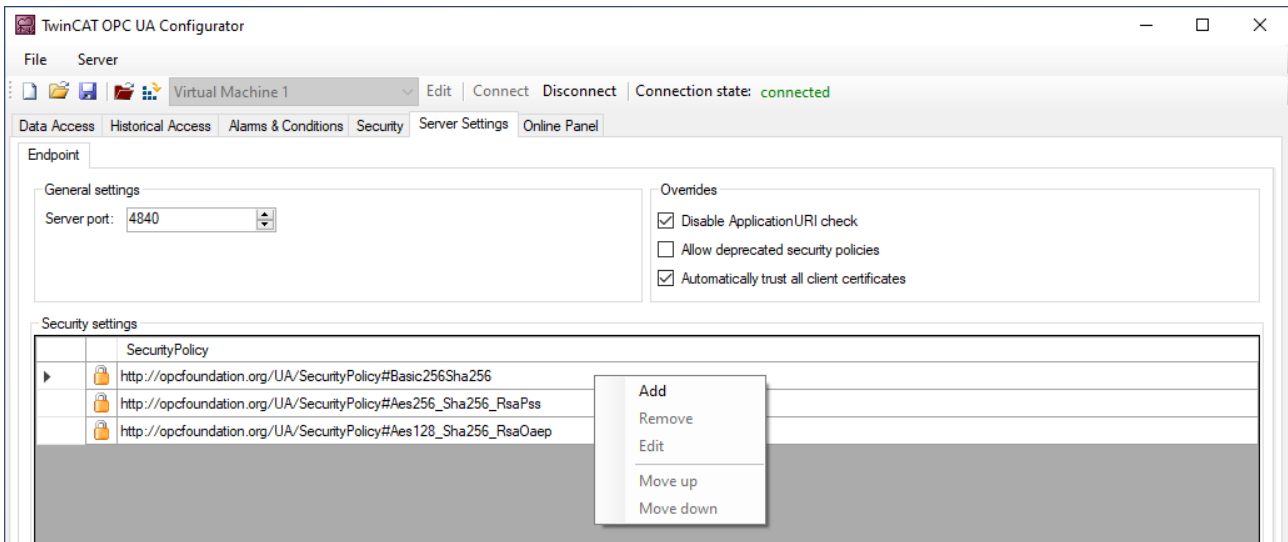 TwinCAT OPC UA Configurator
File Server
Virtual Machine 1 Edit Connect Disconnect Connection state: connected
Data Access Historical Access Alarms & Conditions Security Server Settings Online Panel
Endpoint
General settings
Server port: 4840
Overrides
Disable ApplicationURI check
Allow deprecated security policies
Automatically trust all client certificates
Security settings
SecurityPolicy
http://opcfoundation.org/UA/SecurityPolicy#Basic256Sha256
http://opcfoundation.org/UA/SecurityPolicy#Aes256_Sha256_RsaPss
http://opcfoundation.org/UA/SecurityPolicy#Aes128_Sha256_RsaOaep
Add
Remove
Edit
Move up
Move down